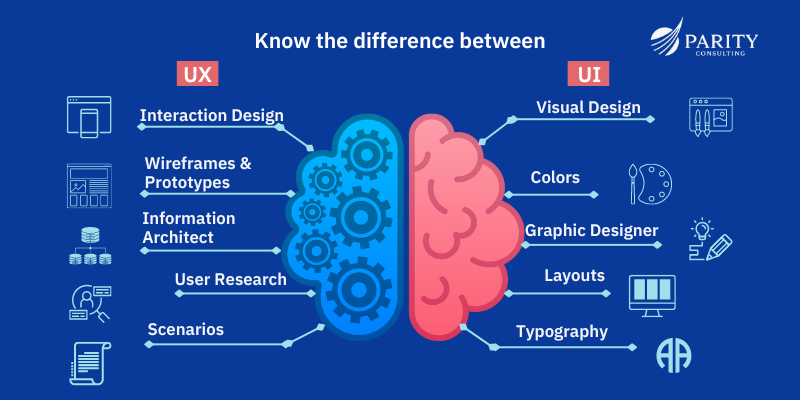 Know the difference between
PARITY
CONSULTING
UX
UI
Interaction Design
Wireframes &
Prototypes
Information
Architect
User Research
Scenarios
Visual Design
Colors
Graphic Designer
Layouts
Typography
AA